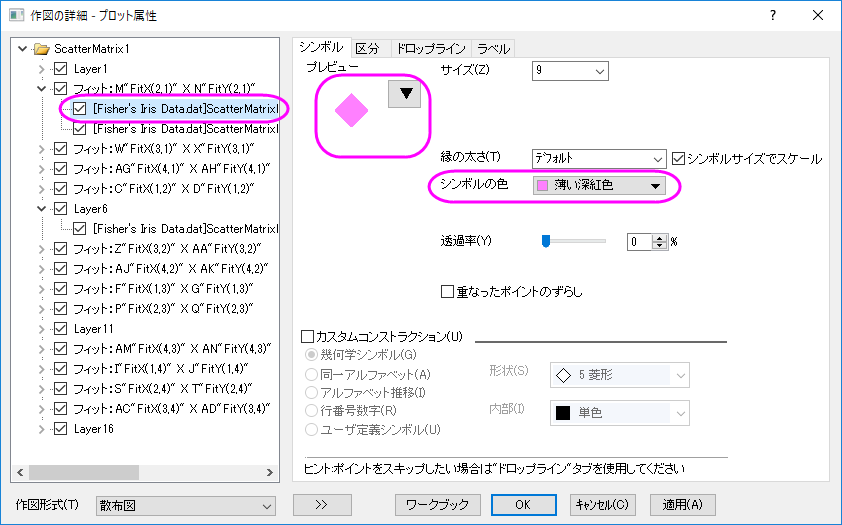 作図の詳細 - プロット属性
ScatterMatrix1
Layer1
フィット: M"FitX(2,1)" X N"FitY(2,1)"
[Fisher's Iris Data.dat]ScatterMatrixI
[Fisher's Iris Data.dat]ScatterMatrixI
フィット: W"FitX(3,1)" X X"FitY(3,1)"
フィット: AG"FitX(4,1)" X AH"FitY(4,1)"
フィット: C"FitX(1,2)" X D"FitY(1,2)"
Layer6
[Fisher's Iris Data.dat]ScatterMatrixI
フィット: Z"FitX(3,2)" X AA"FitY(3,2)"
フィット: AJ"FitX(4,2)" X AK"FitY(4,2)"
フィット: F"FitX(1,3)" X G"FitY(1,3)"
フィット: P"FitX(2,3)" X Q"FitY(2,3)"
Layer11
フィット: AM"FitX(4,3)" X AN"FitY(4,3)"
フィット: I"FitX(1,4)" X J"FitY(1,4)"
フィット: S"FitX(2,4)" X T"FitY(2,4)"
フィット: AC"FitX(3,4)" X AD"FitY(3,4)"
Layer16
シンボル 区分 ドロップライン ラベル
プレビュー
サイズ(Z) 9
縁の太さ(T) デフォルト シンボルサイズでスケール
シンボルの色 薄い深紅色
透過率(Y) 0 %
重なったポイントのずらし
カスタムコンストラクション(U)
幾何学シンボル(G)
同一アルファベット(A)
アルファベット推移(I)
行番号数字(R)
ユーザ定義シンボル(U)
形状(S) 5 菱形
内部(I) 単色
ヒント:ポイントをスキップしたい場合は"ドロップライン"タブを使用してください
作図形式(T) 散布図 >> ワークブック OK キャンセル(C) 適用(A)